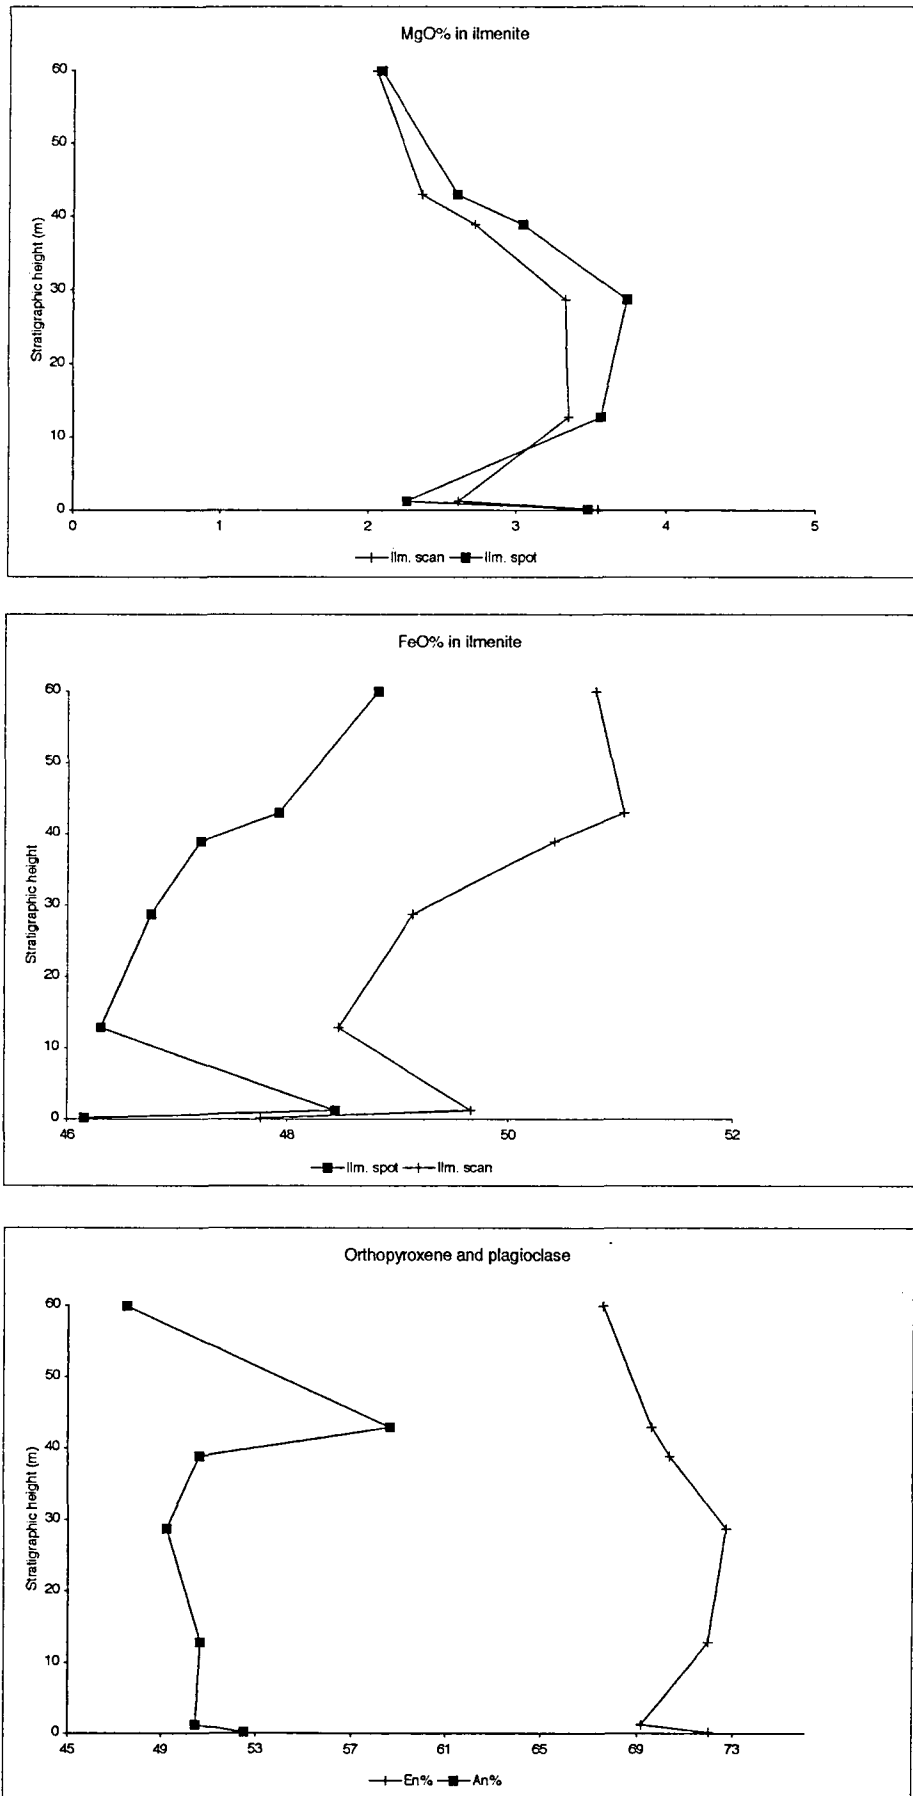 MgO% in ilmenite
60
50
40
30
20
10
0
Stratigraphic height (m)
0 1 2 3 4 5
Ilm. scan Ilm. spot
FeO% in ilmenite
60
50
40
30
20
10
0
Stratigraphic height
46 48 50 52
Ilm. spot Ilm. scan
Orthopyroxene and plagioclase
60
50
40
30
20
10
0
Stratigraphic height (m)
45 49 53 57 61 65 69 73
En% An%